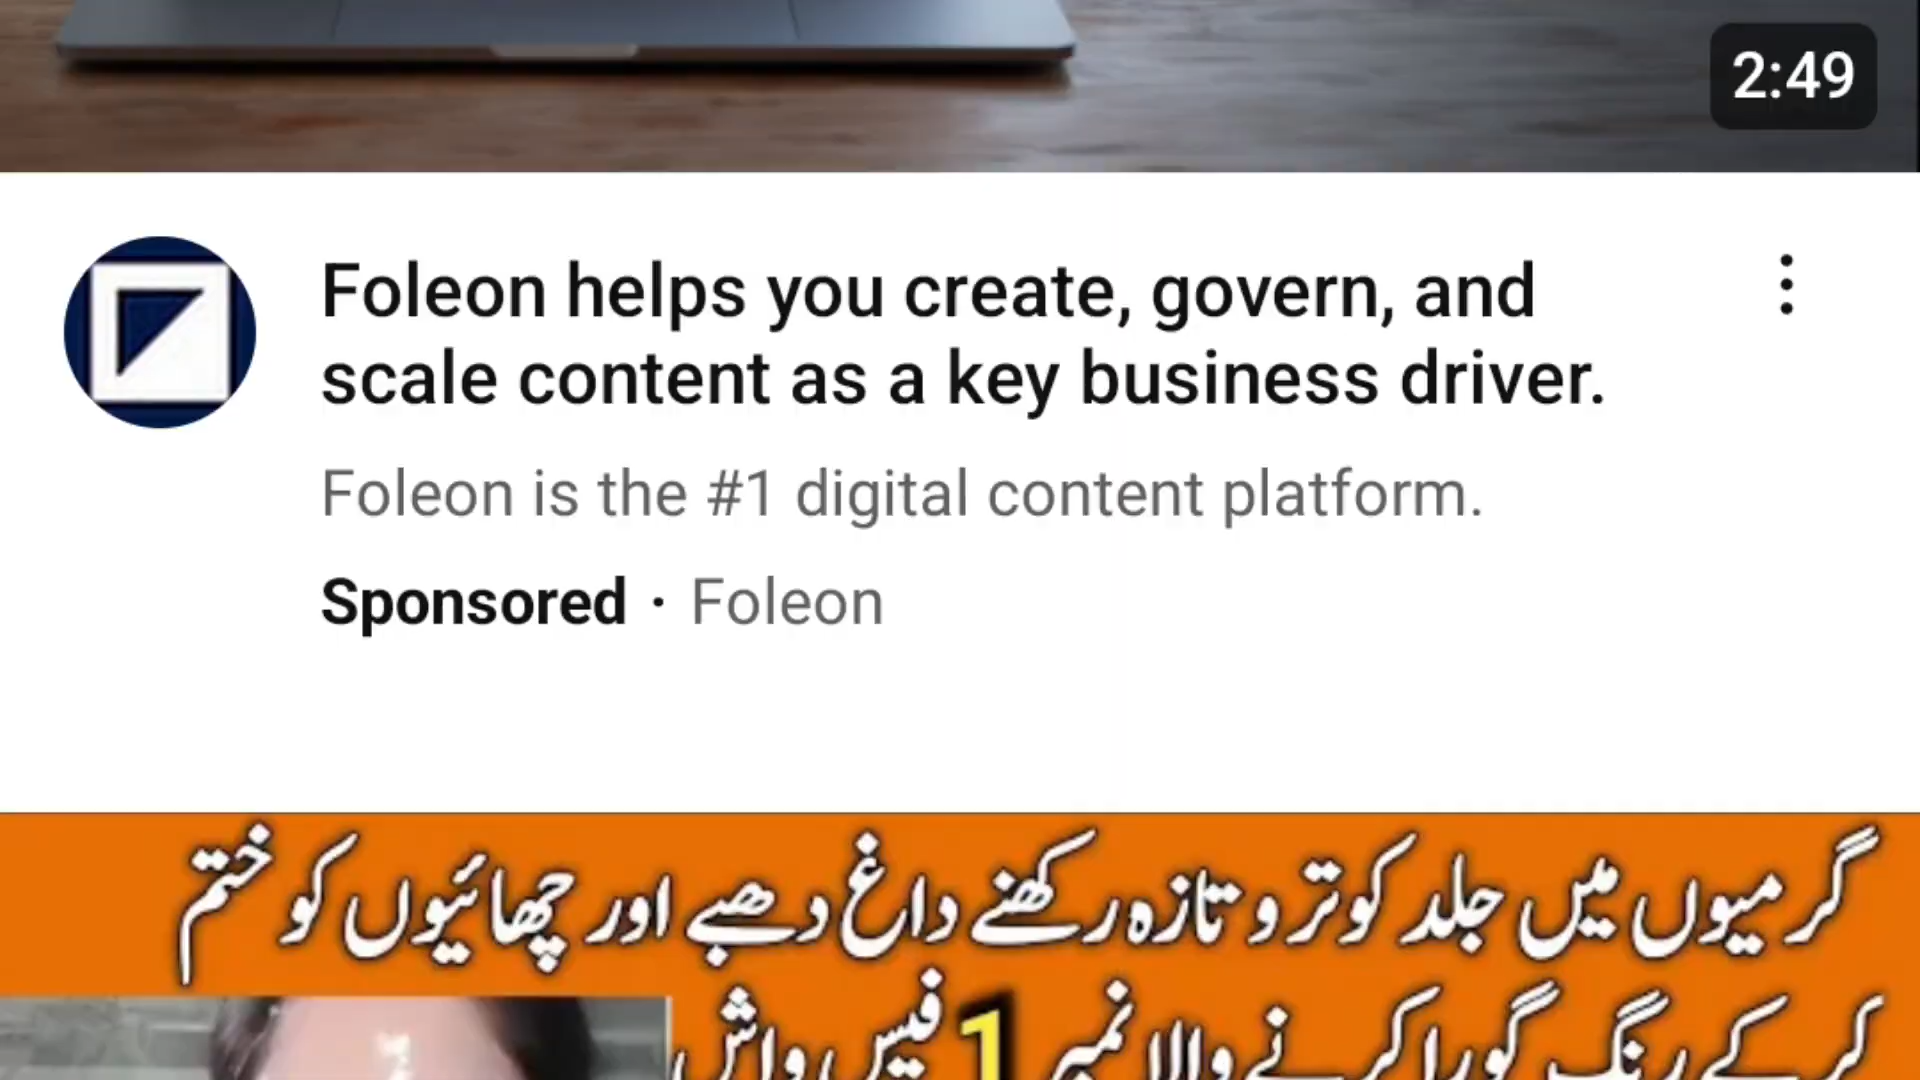 2:49
Foleon helps you create, govern, and
scale content as a key business driver.
Foleon is the #1 digital content platform.
Sponsored · Foleon
گرمیوں میں جلد کو تر و تازہ رکھنے داغ دھبے اور چھائیوں کو ختم
کر کے رنگ گورا کرنے والا نمبر 1 فیس واش